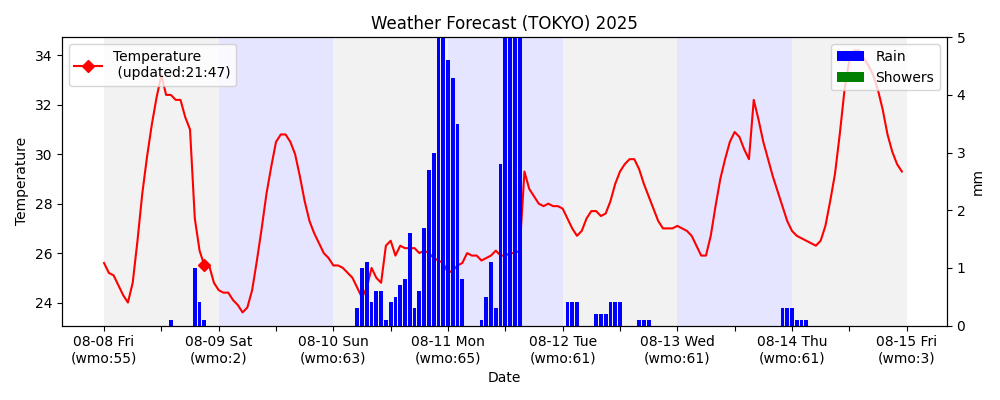 Weather Forecast (TOKYO) 2025
Temperature
(updated:21:47)
Rain
Showers
34
32
30
28
26
24
Temperature
5
4
3
2
1
0
mm
08-08 Fri
(wmo:55)
08-09 Sat
(wmo:2)
08-10 Sun
(wmo:63)
08-11 Mon
(wmo:65)
08-12 Tue
(wmo:61)
08-13 Wed
(wmo:61)
08-14 Thu
(wmo:61)
08-15 Fri
(wmo:3)
Date